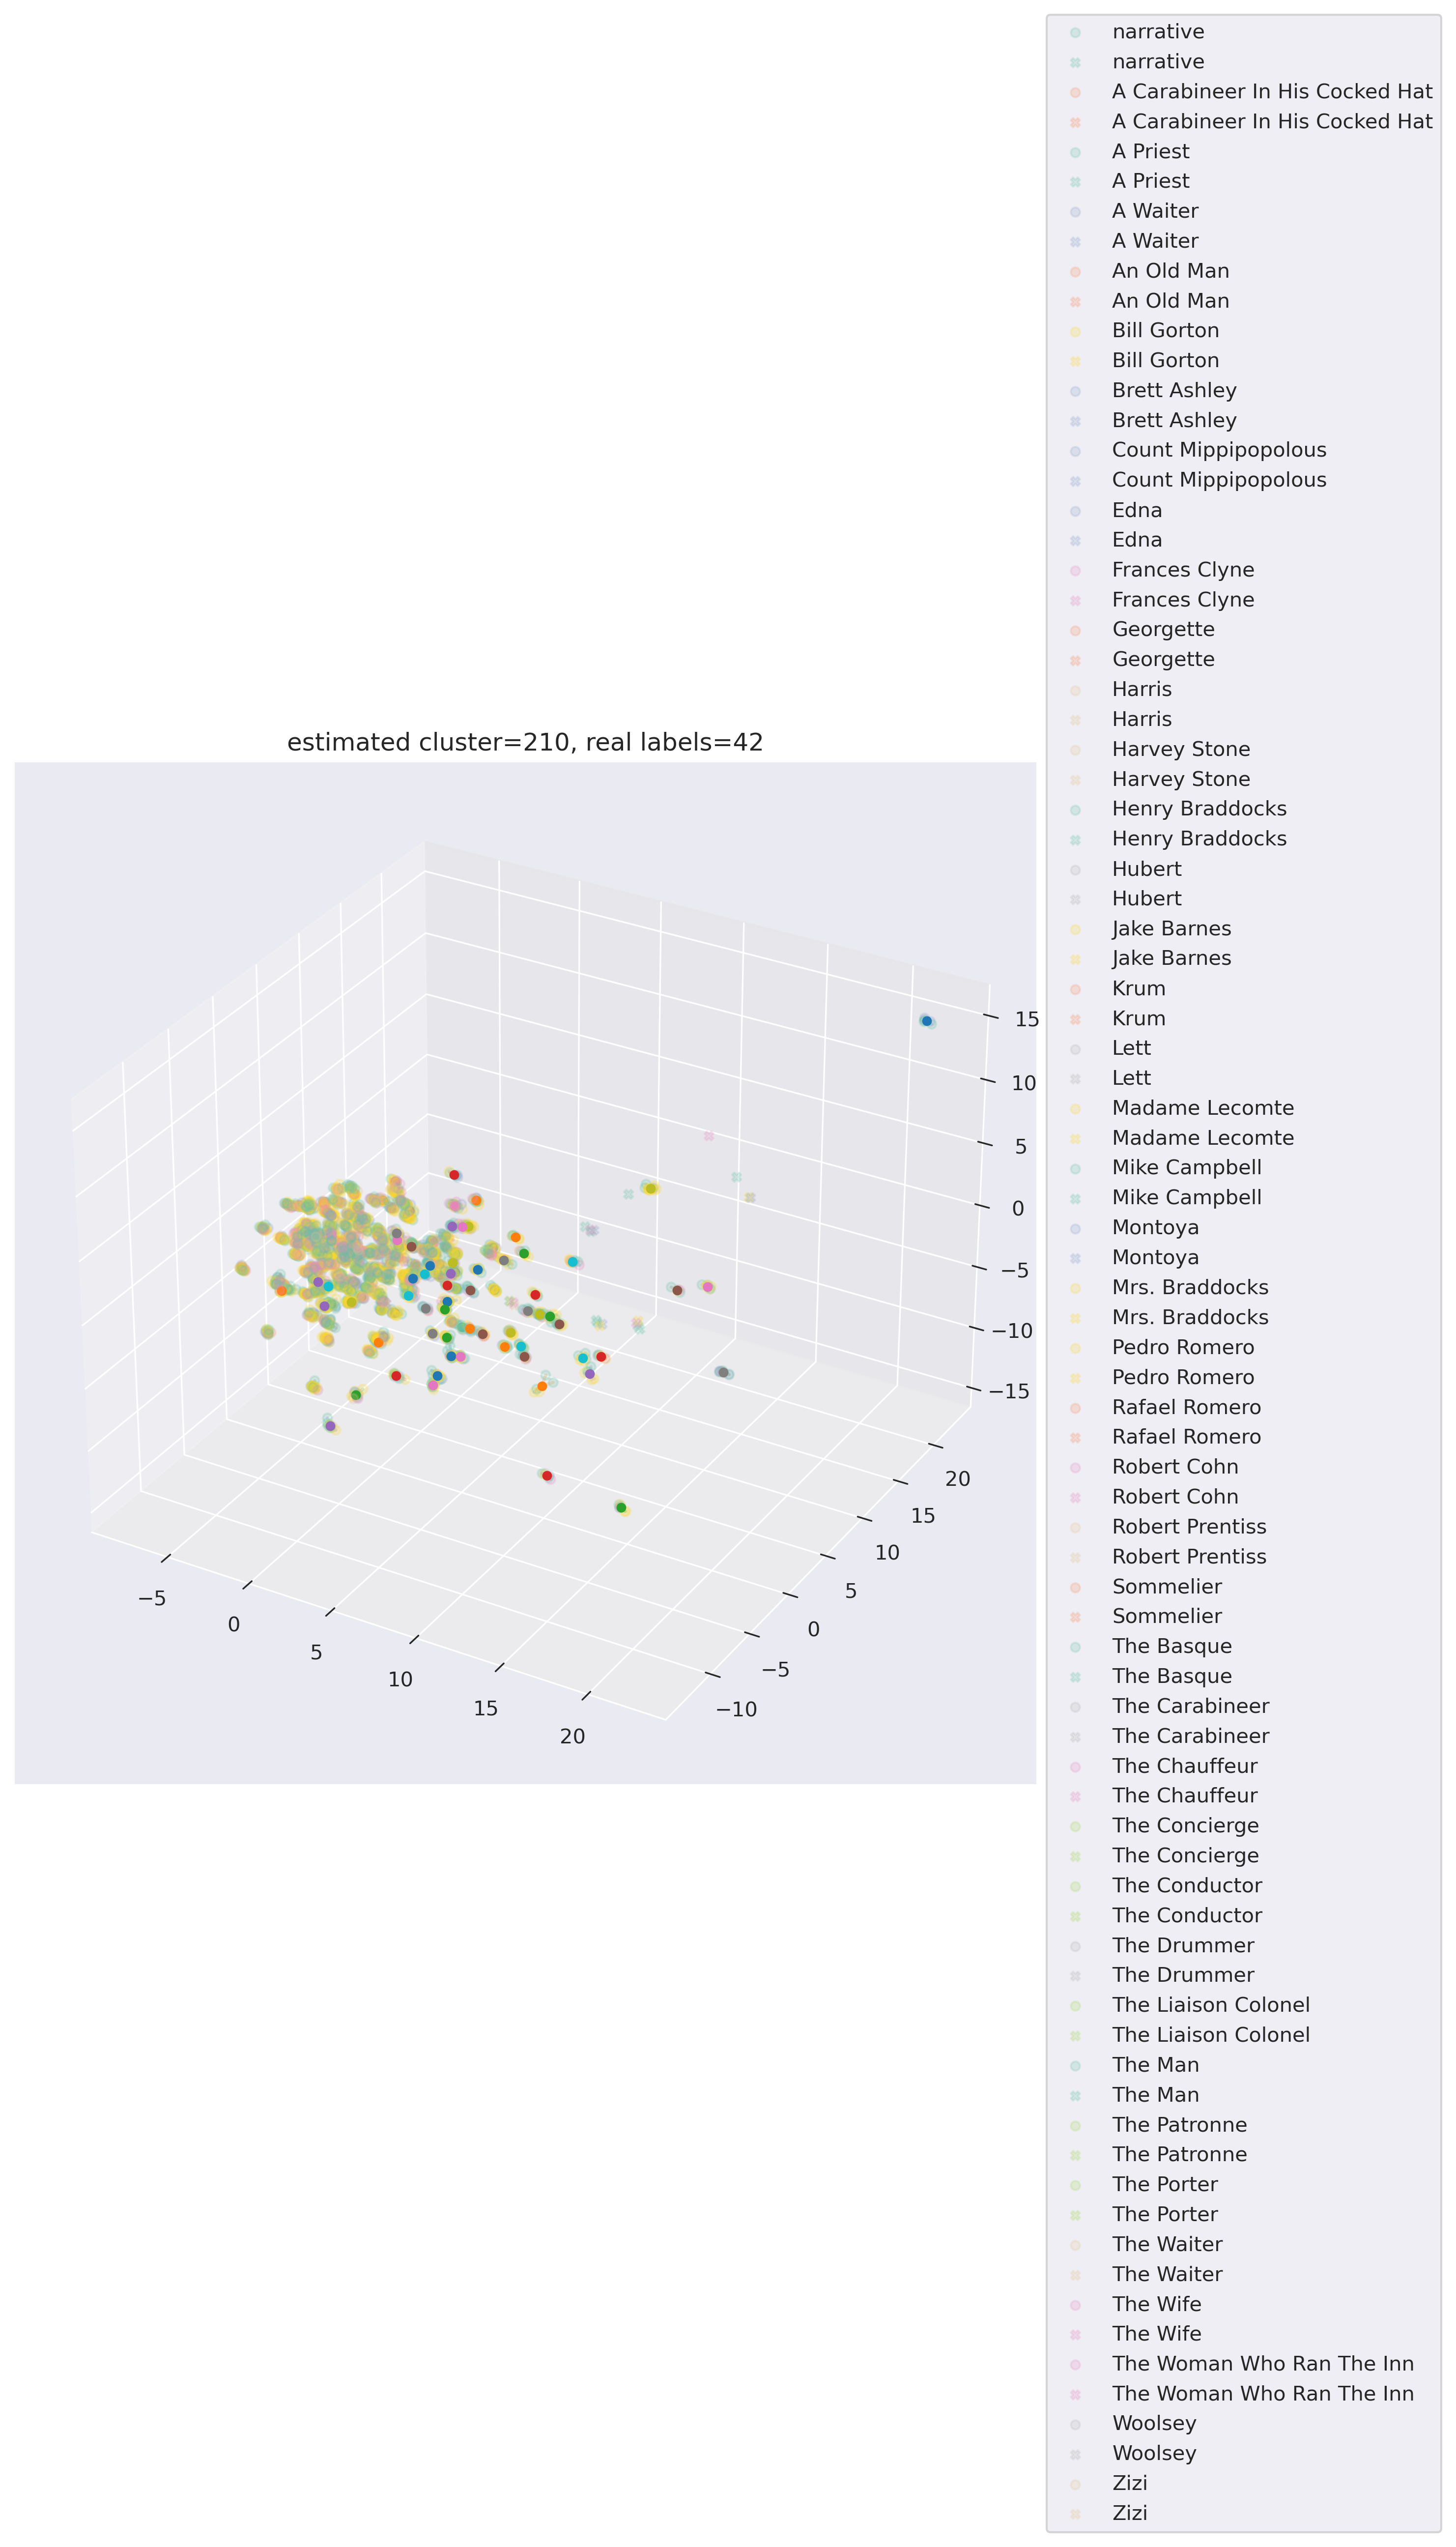 narrative
narrative
A Carabineer In His Cocked Hat
A Carabineer In His Cocked Hat
A Priest
A Priest
A Waiter
A Waiter
An Old Man
An Old Man
Bill Gorton
Bill Gorton
Brett Ashley
Brett Ashley
Count Mippipopolous
Count Mippipopolous
Edna
Edna
Frances Clyne
Frances Clyne
Georgette
Georgette
Harris
Harris
Harvey Stone
Harvey Stone
Henry Braddocks
Henry Braddocks
Hubert
Hubert
Jake Barnes
Jake Barnes
Krum
Krum
Lett
Lett
Madame Lecomte
Madame Lecomte
Mike Campbell
Mike Campbell
Montoya
Montoya
Mrs. Braddocks
Mrs. Braddocks
Pedro Romero
Pedro Romero
Rafael Romero
Rafael Romero
Robert Cohn
Robert Cohn
Robert Prentiss
Robert Prentiss
Sommelier
Sommelier
The Basque
The Basque
The Carabineer
The Carabineer
The Chauffeur
The Chauffeur
The Concierge
The Concierge
The Conductor
The Conductor
The Drummer
The Drummer
The Liaison Colonel
The Liaison Colonel
The Man
The Man
The Patronne
The Patronne
The Porter
The Porter
The Waiter
The Waiter
The Wife
The Wife
The Woman Who Ran The Inn
The Woman Who Ran The Inn
Woolsey
Woolsey
Zizi
Zizi
estimated cluster=210, real labels=42
15
10
5
0
−5
−10
−15
20
15
10
5
0
−5
−10
−5
0
5
10
15
20